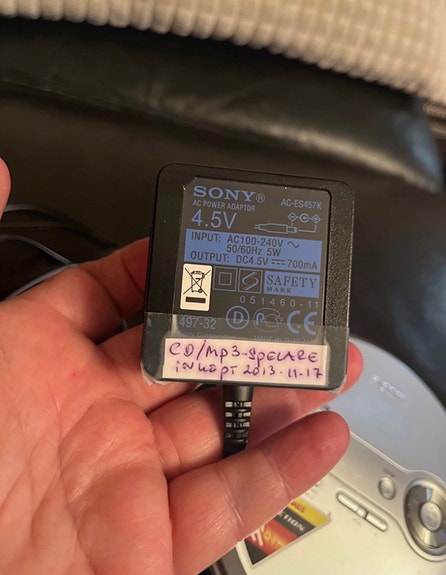 SONY®
AC POWER ADAPTOR
AC-ES457K
4.5V
INPUT: AC100-240V ~
50/60Hz 5W
OUTPUT: DC4.5V ⎓ 700mA
SAFETY
MARK
051460-11
497-32
D
CE
CD/MP3-SPELARE
INKÖPT 2013-11-17